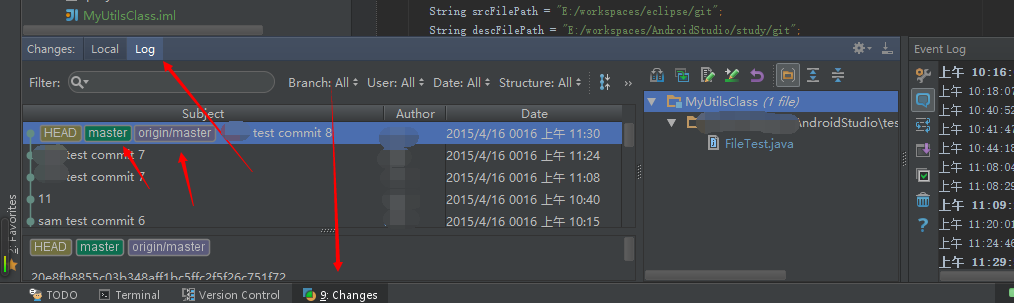 MyUtilsClass.iml
String srcFilePath = "E:/workspaces/eclipse/git";
String descFilePath = "E:/workspaces/AndroidStudio/study/git";
Changes: Local Log
Event Log
Filter: Branch: All User: All Date: All Structure: All »
Subject Author Date
HEAD master origin/master test commit 8 2015/4/16 0016 上午 11:30
test commit 7 2015/4/16 0016 上午 11:24
test commit 7 2015/4/16 0016 上午 11:08
11 2015/4/16 0016 上午 10:40
sam test commit 6 2015/4/16 0016 上午 10:15
HEAD master origin/master
MyUtilsClass (1 file)
AndroidStudio\tes
FileTest.java
上午 10:16:
上午 10:18:07
上午 10:40:52
上午 10:41:47
上午 10:44:18
上午 11:08:04
上午 11:08:29
上午 11:09:
上午 11:20:01
上午 11:24:46
上午 11:29:
2: Favorites
TODO Terminal Version Control 9: Changes